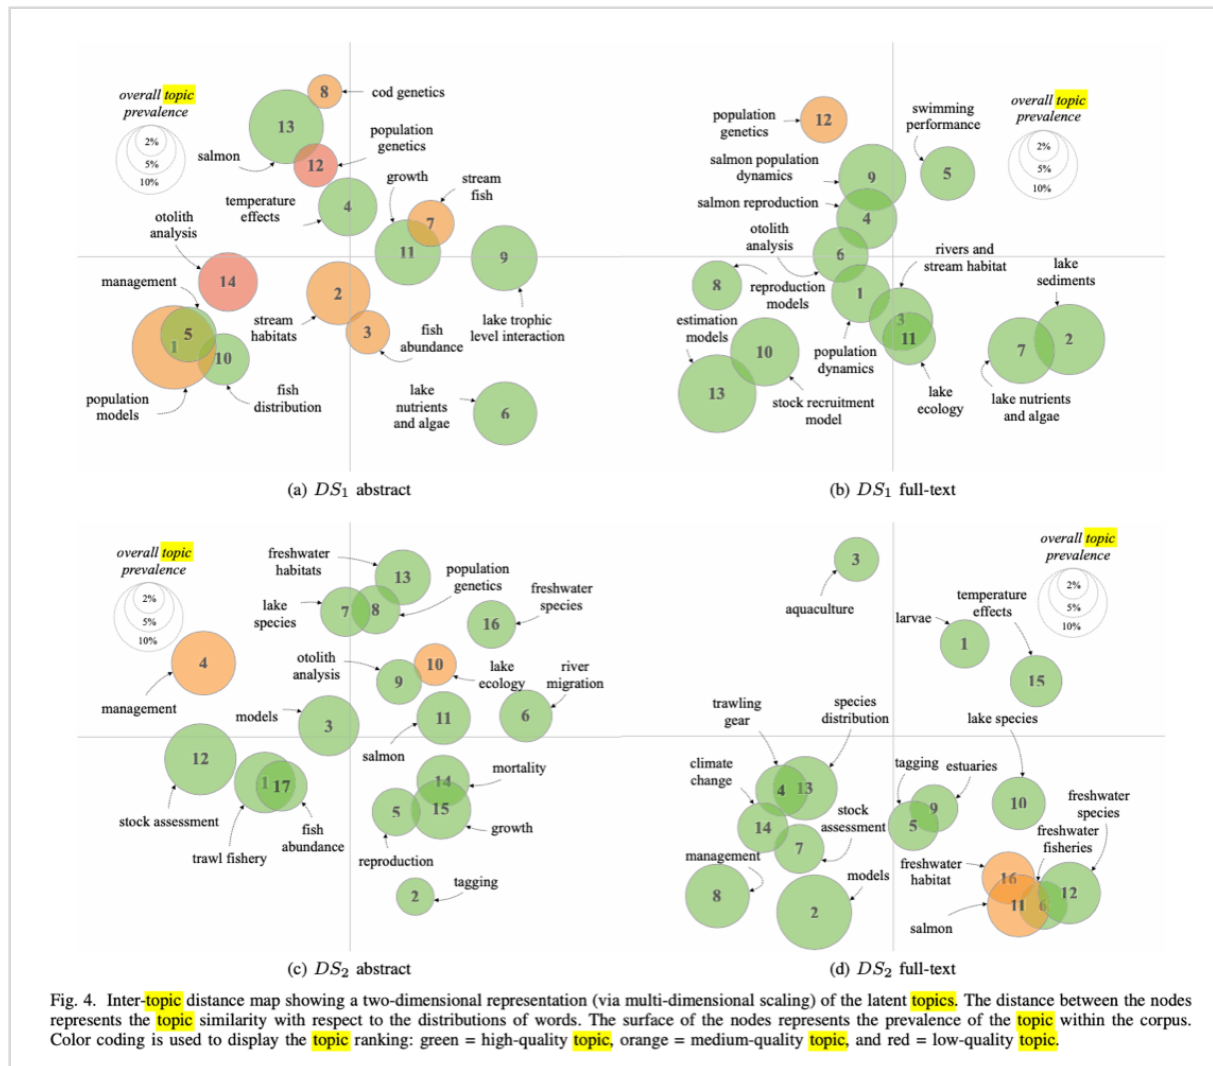 overall topic
prevalence
2%
5%
10%
8
cod genetics
13
population
genetics
salmon
12
growth
stream
fish
temperature
effects
4
7
otolith
analysis
11
9
management
14
2
3
stream
habitats
fish
abundance
lake trophic
level interaction
5
1
10
population
models
fish
distribution
lake
nutrients
and algae
6
(a) DS1 abstract
population
genetics
12
swimming
performance
overall topic
prevalence
2%
5%
10%
salmon population
dynamics
9
5
salmon reproduction
4
otolith
analysis
6
rivers and
stream habitat
lake
sediments
8
reproduction
models
1
estimation
models
3
11
10
population
dynamics
7
2
13
stock recruitment
model
lake
ecology
lake nutrients
and algae
(b) DS1 full-text
overall topic
prevalence
2%
5%
10%
freshwater
habitats
13
population
genetics
freshwater
species
lake
species
7
8
16
4
otolith
analysis
10
lake
ecology
river
migration
9
management
models
3
11
6
12
salmon
1
17
14
mortality
stock assessment
5
15
fish
abundance
growth
trawl fishery
reproduction
2
tagging
(c) DS2 abstract
3
aquaculture
overall topic
prevalence
2%
5%
10%
temperature
effects
larvae
1
15
trawling
gear
species
distribution
lake species
climate
change
tagging
estuaries
4
13
10
freshwater
species
9
14
stock
assessment
5
freshwater
fisheries
7
management
freshwater
habitat
16
8
models
12
2
11
6
salmon
(d) DS2 full-text
Fig. 4. Inter-topic distance map showing a two-dimensional representation (via multi-dimensional scaling) of the latent topics. The distance between the nodes
represents the topic similarity with respect to the distributions of words. The surface of the nodes represents the prevalence of the topic within the corpus.
Color coding is used to display the topic ranking: green = high-quality topic, orange = medium-quality topic, and red = low-quality topic.